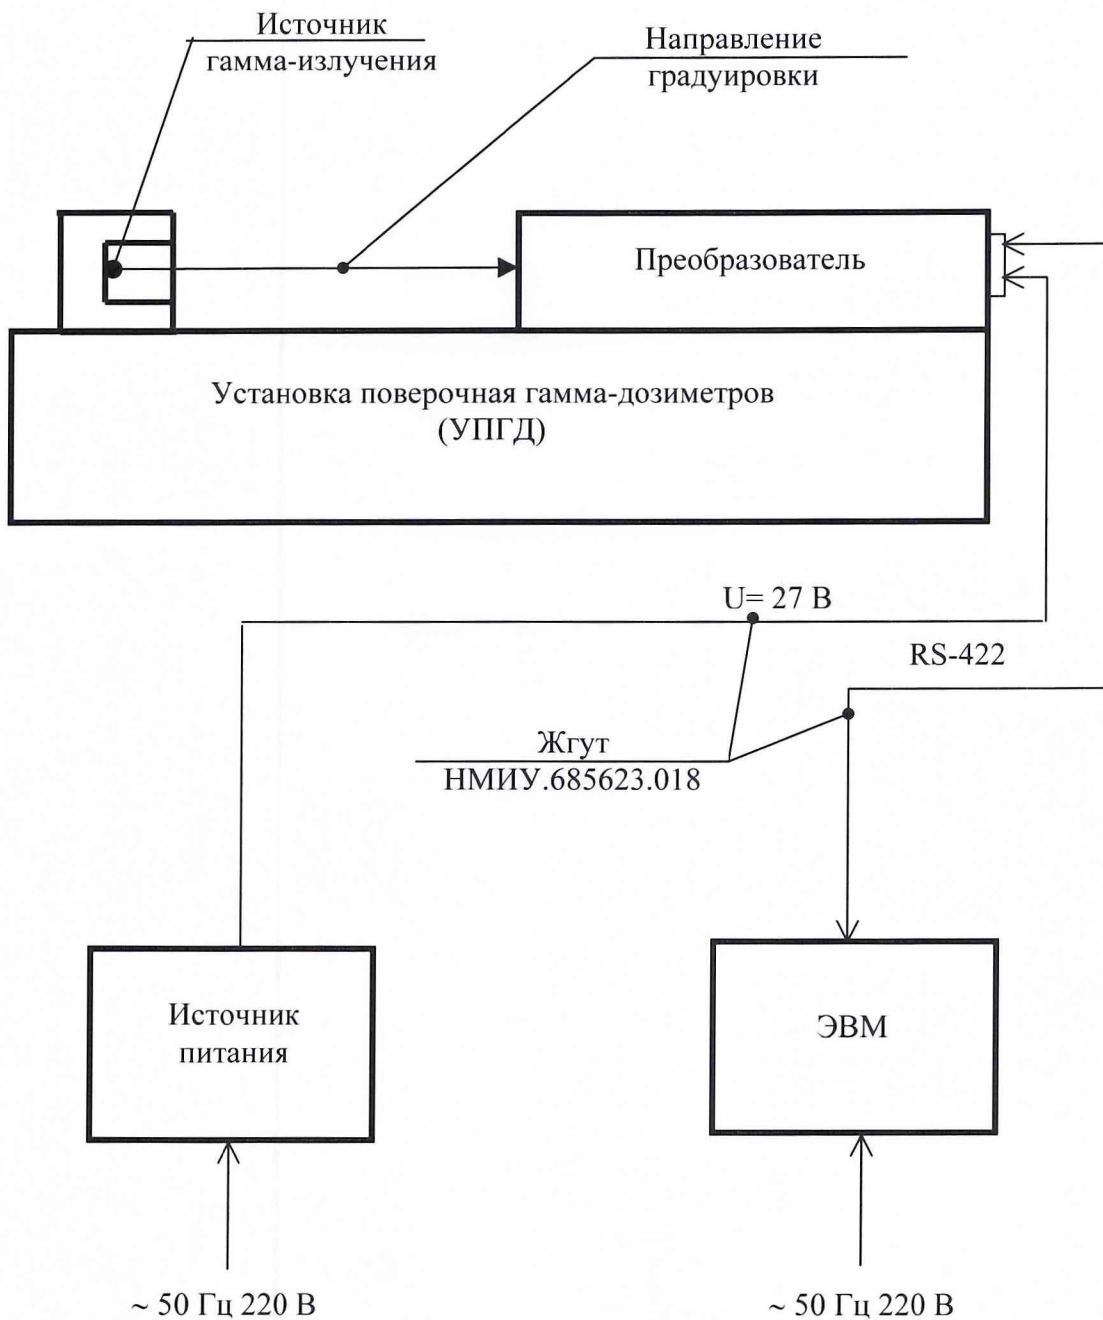 Источник
гамма-излучения
Направление
градуировки
Преобразователь
Установка поверочная гамма-дозиметров
(УПГД)
U= 27 В
RS-422
Жгут
НМИУ.685623.018
Источник
питания
ЭВМ
~ 50 Гц 220 В
~ 50 Гц 220 В